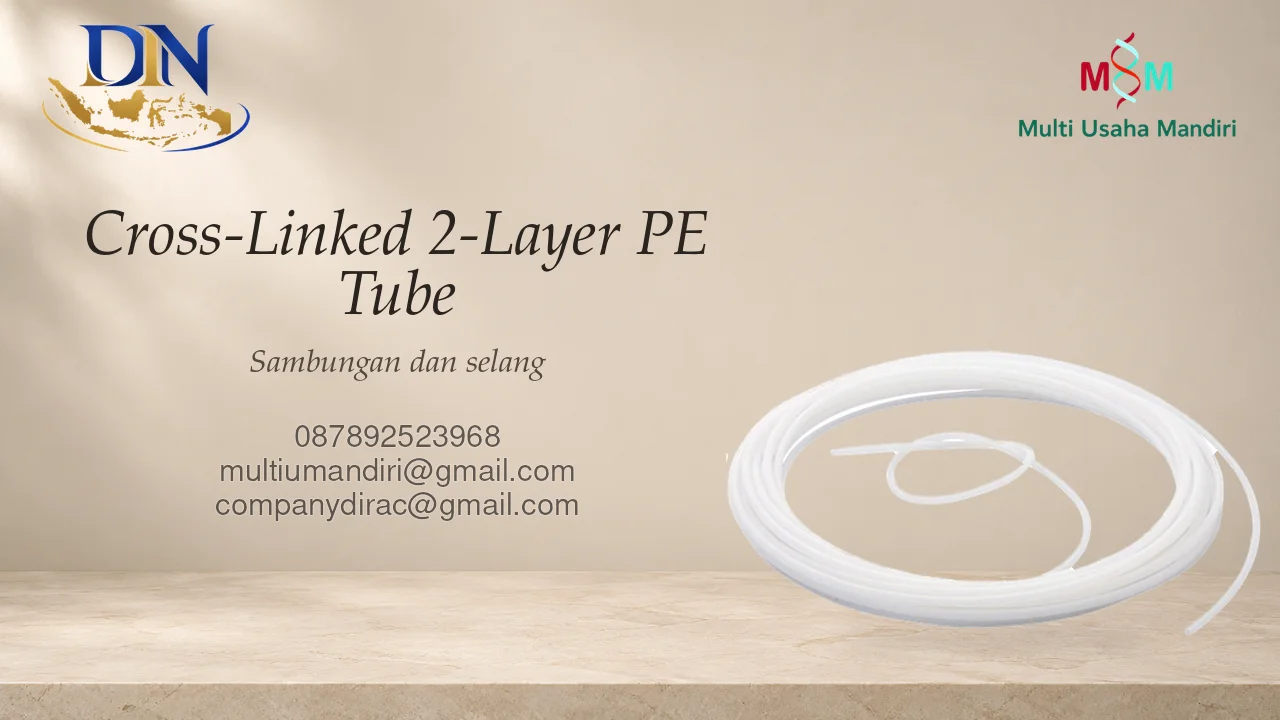 DN
M M
Multi Usaha Mandiri
Cross-Linked 2-Layer PE
Tube
Sambungan dan selang
087892523968
multiumandiri@gmail.com
companydirac@gmail.com